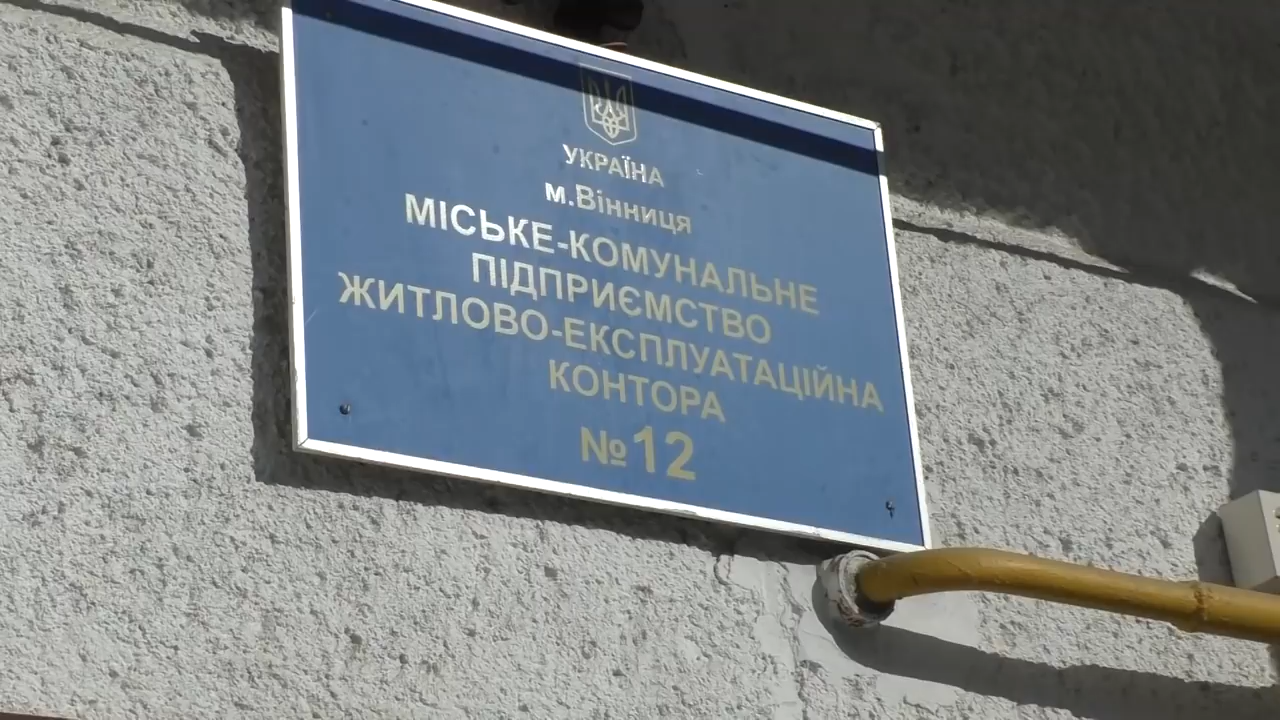 УКРАЇНА
м.Вінниця
МІСЬКЕ-КОМУНАЛЬНЕ
ПІДПРИЄМСТВО
ЖИТЛОВО-ЕКСПЛУАТАЦІЙНА
КОНТОРА
№12